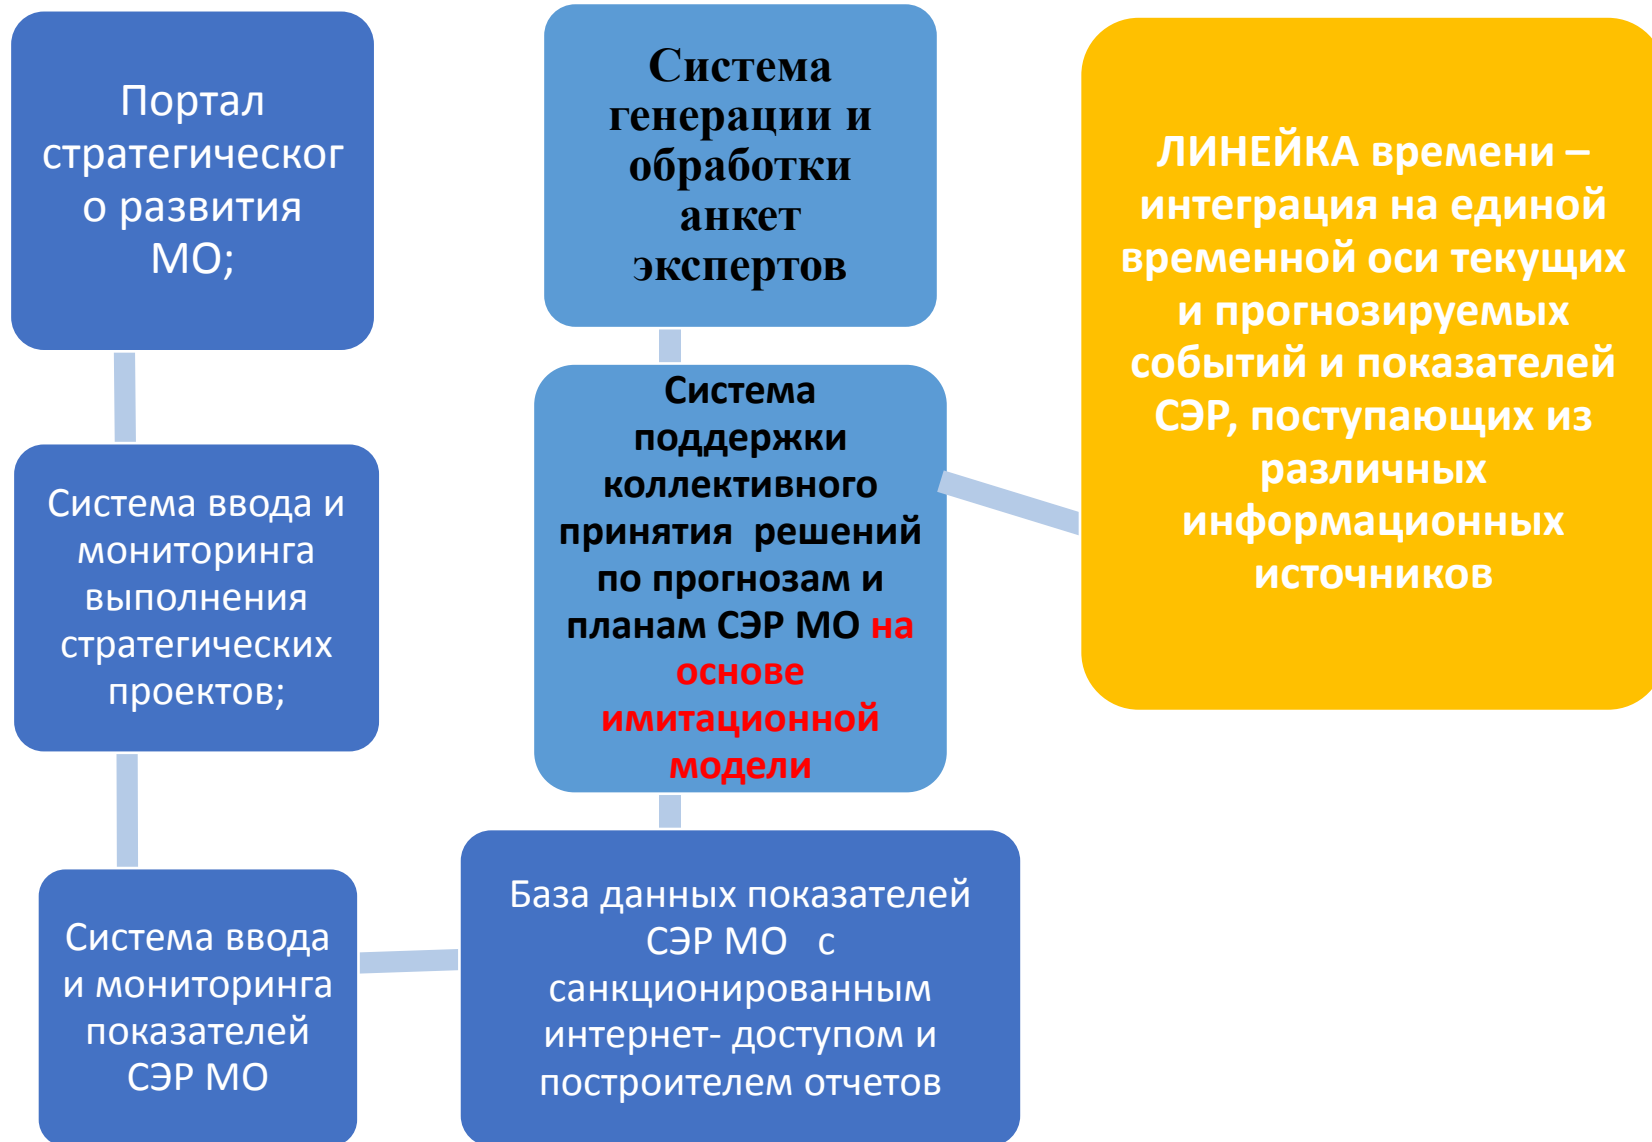 Портал
стратегическог
о развития
МО;
Система ввода и
мониторинга
выполнения
стратегических
проектов;
Система ввода
и мониторинга
показателей
СЭР МО
База данных показателей
СЭР МО с
санкционированным
интернет- доступом и
построителем отчетов
Система
поддержки
коллективного
принятия решений
по прогнозам и
планам СЭР МО на
основе
имитационной
модели
Система
генерации и
обработки
анкет
экспертов
ЛИНЕЙКА времени –
интеграция на единой
временной оси текущих
и прогнозируемых
событий и показателей
СЭР, поступающих из
различных
информационных
источников